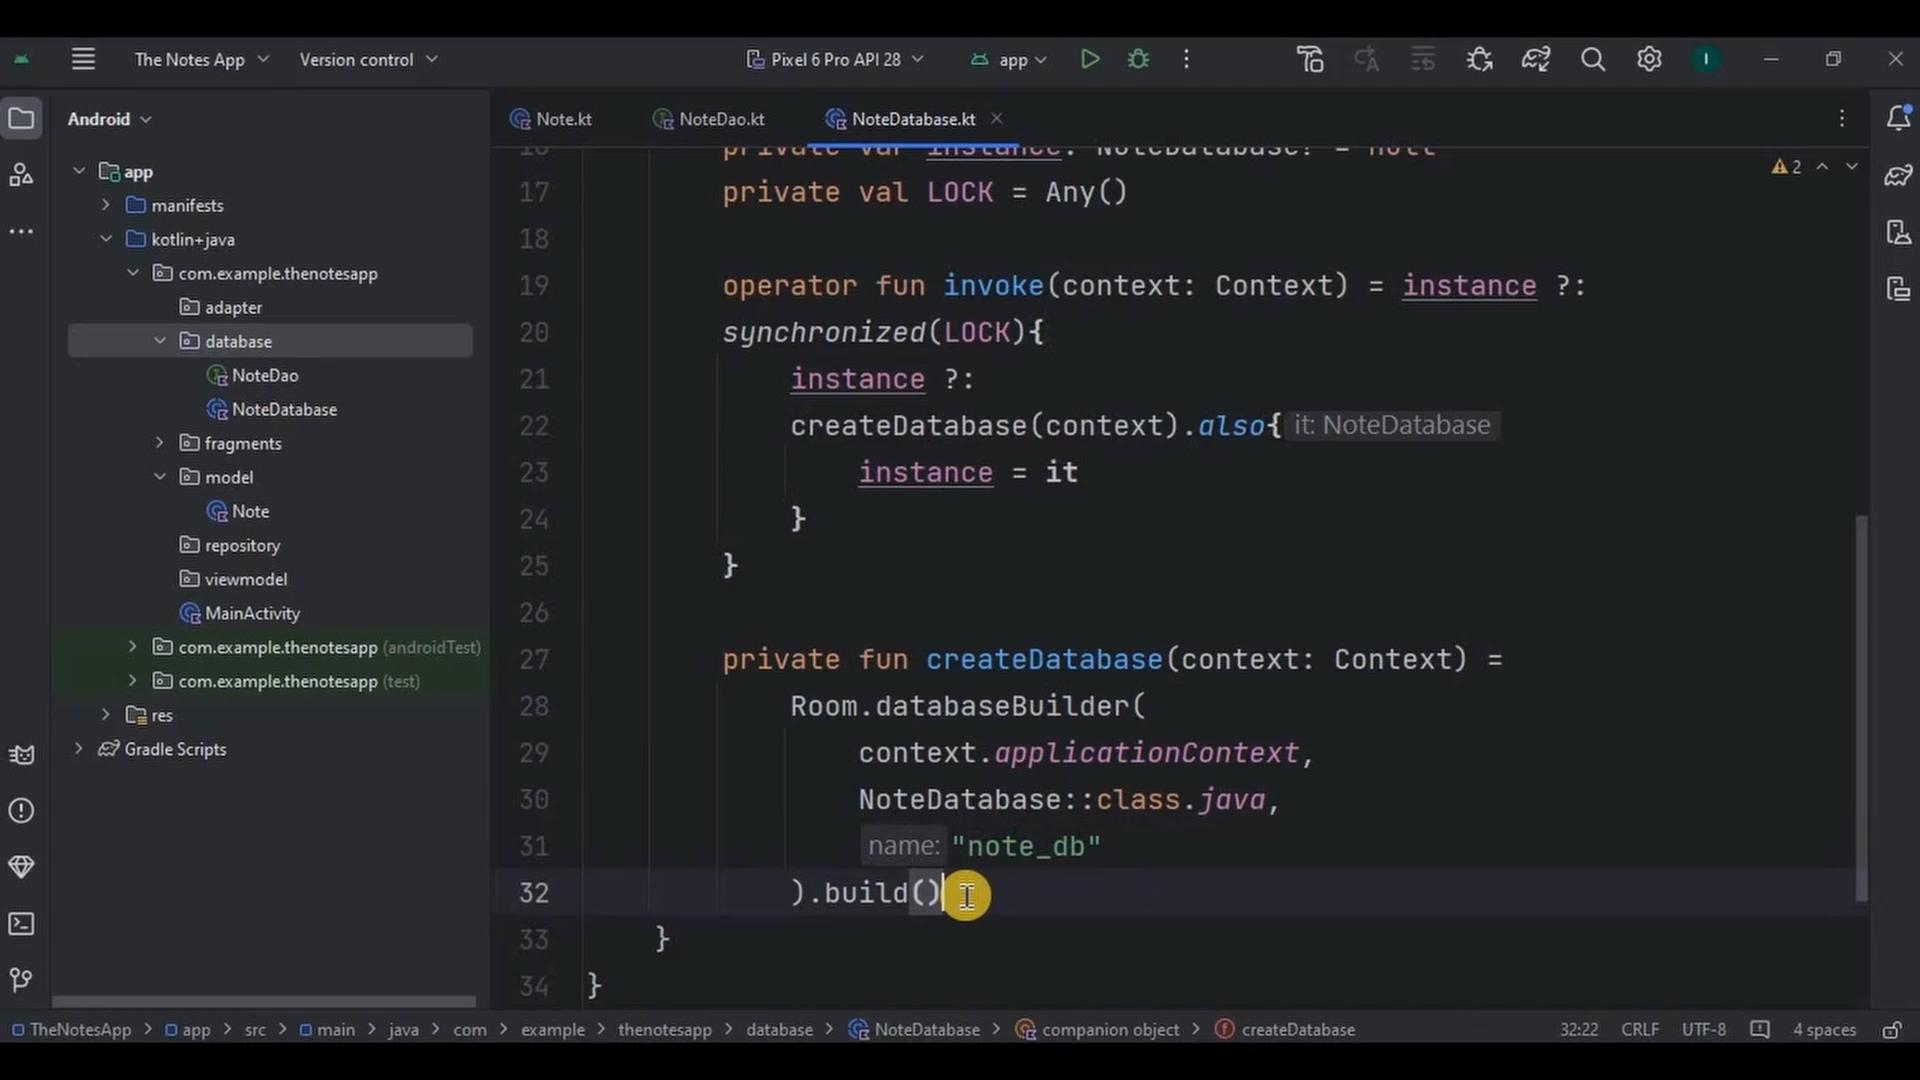 The Notes App
Version control
Pixel 6 Pro API 28
app
I
Android
Note.kt
NoteDao.kt
NoteDatabase.kt
app
manifests
kotlin+java
com.example.thenotesapp
adapter
database
NoteDao
NoteDatabase
fragments
model
Note
repository
viewmodel
MainActivity
com.example.thenotesapp (androidTest)
com.example.thenotesapp (test)
res
Gradle Scripts
2
16 private var instance: NoteDatabase? = null
17 private val LOCK = Any()
18
19 operator fun invoke(context: Context) = instance ?:
20 synchronized(LOCK){
21 instance ?:
22 createDatabase(context).also{ it: NoteDatabase
23 instance = it
24 }
25 }
26
27 private fun createDatabase(context: Context) =
28 Room.databaseBuilder(
29 context.applicationContext,
30 NoteDatabase::class.java,
31 name: "note_db"
32 ).build()
33 }
34 }
TheNotesApp > app > src > main > java > com > example > thenotesapp > database > NoteDatabase > companion object > createDatabase
32:22 CRLF UTF-8 4 spaces